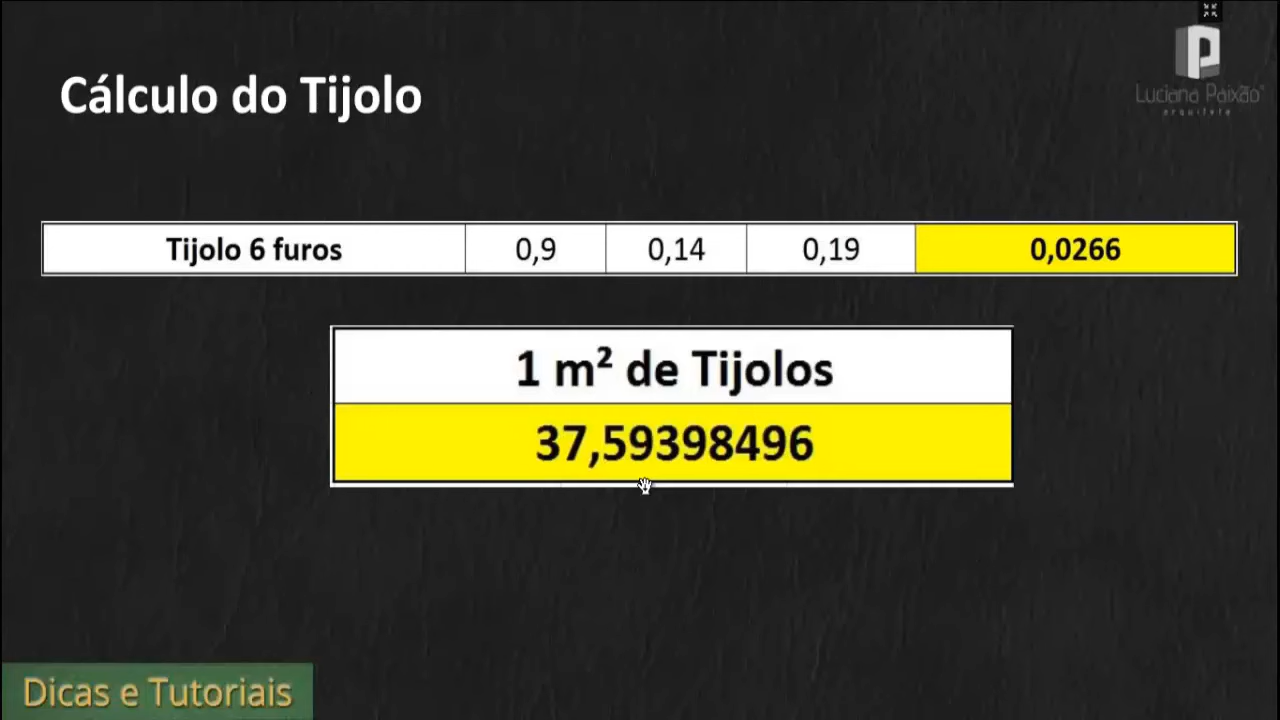 Luciana Paixão
arquiteta
Cálculo do Tijolo
Tijolo 6 furos 0,9 0,14 0,19 0,0266
1 m² de Tijolos
37,59398496
Dicas e Tutoriais